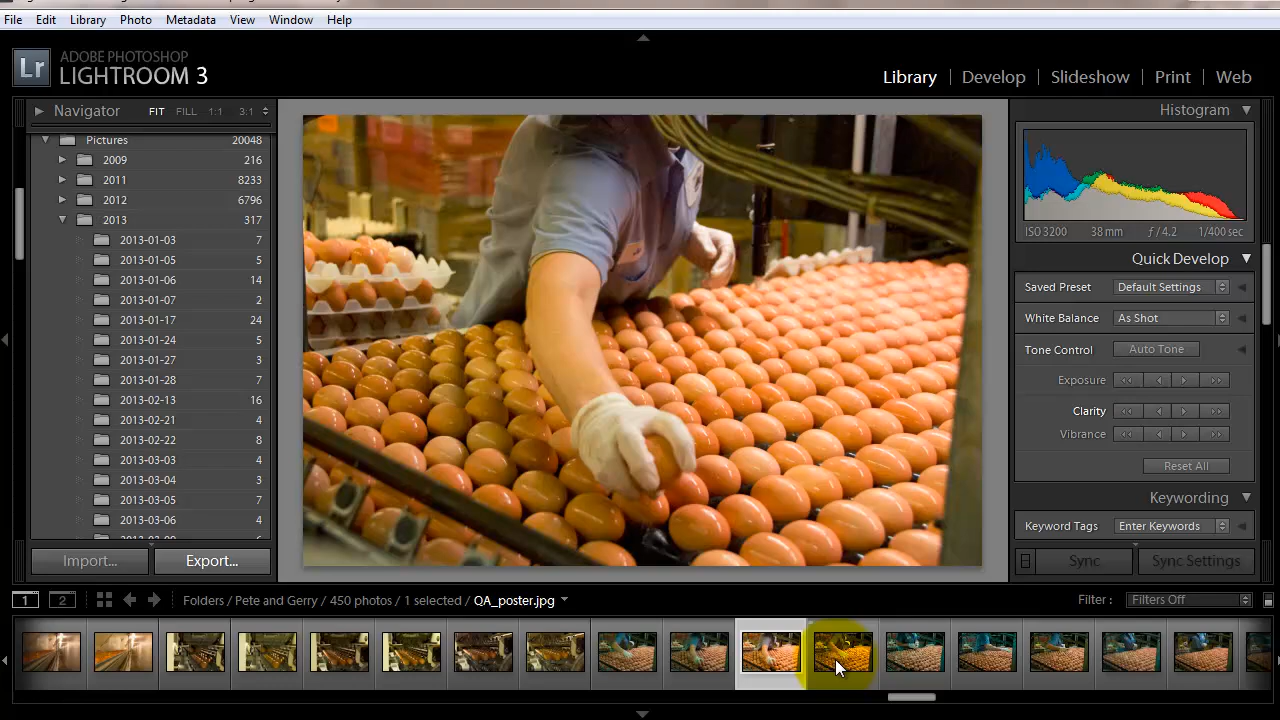 File Edit Library Photo Metadata View Window Help
Lr ADOBE PHOTOSHOP
LIGHTROOM 3
Library | Develop | Slideshow | Print | Web
Navigator FIT FILL 1:1 3:1
Pictures 20048
2009 216
2011 8233
2012 6796
2013 317
2013-01-03 7
2013-01-05 5
2013-01-06 14
2013-01-07 2
2013-01-17 24
2013-01-24 5
2013-01-27 3
2013-01-28 7
2013-02-13 16
2013-02-21 4
2013-02-22 8
2013-03-03 4
2013-03-04 3
2013-03-05 7
2013-03-06 4
Import... Export...
Histogram
ISO 3200 38 mm ƒ / 4.2 1/400 sec
Quick Develop
Saved Preset Default Settings
White Balance As Shot
Tone Control Auto Tone
Exposure
Clarity
Vibrance
Reset All
Keywording
Keyword Tags Enter Keywords
Sync Sync Settings
1 2 Folders / Pete and Gerry / 450 photos / 1 selected / QA_poster.jpg Filter : Filters Off